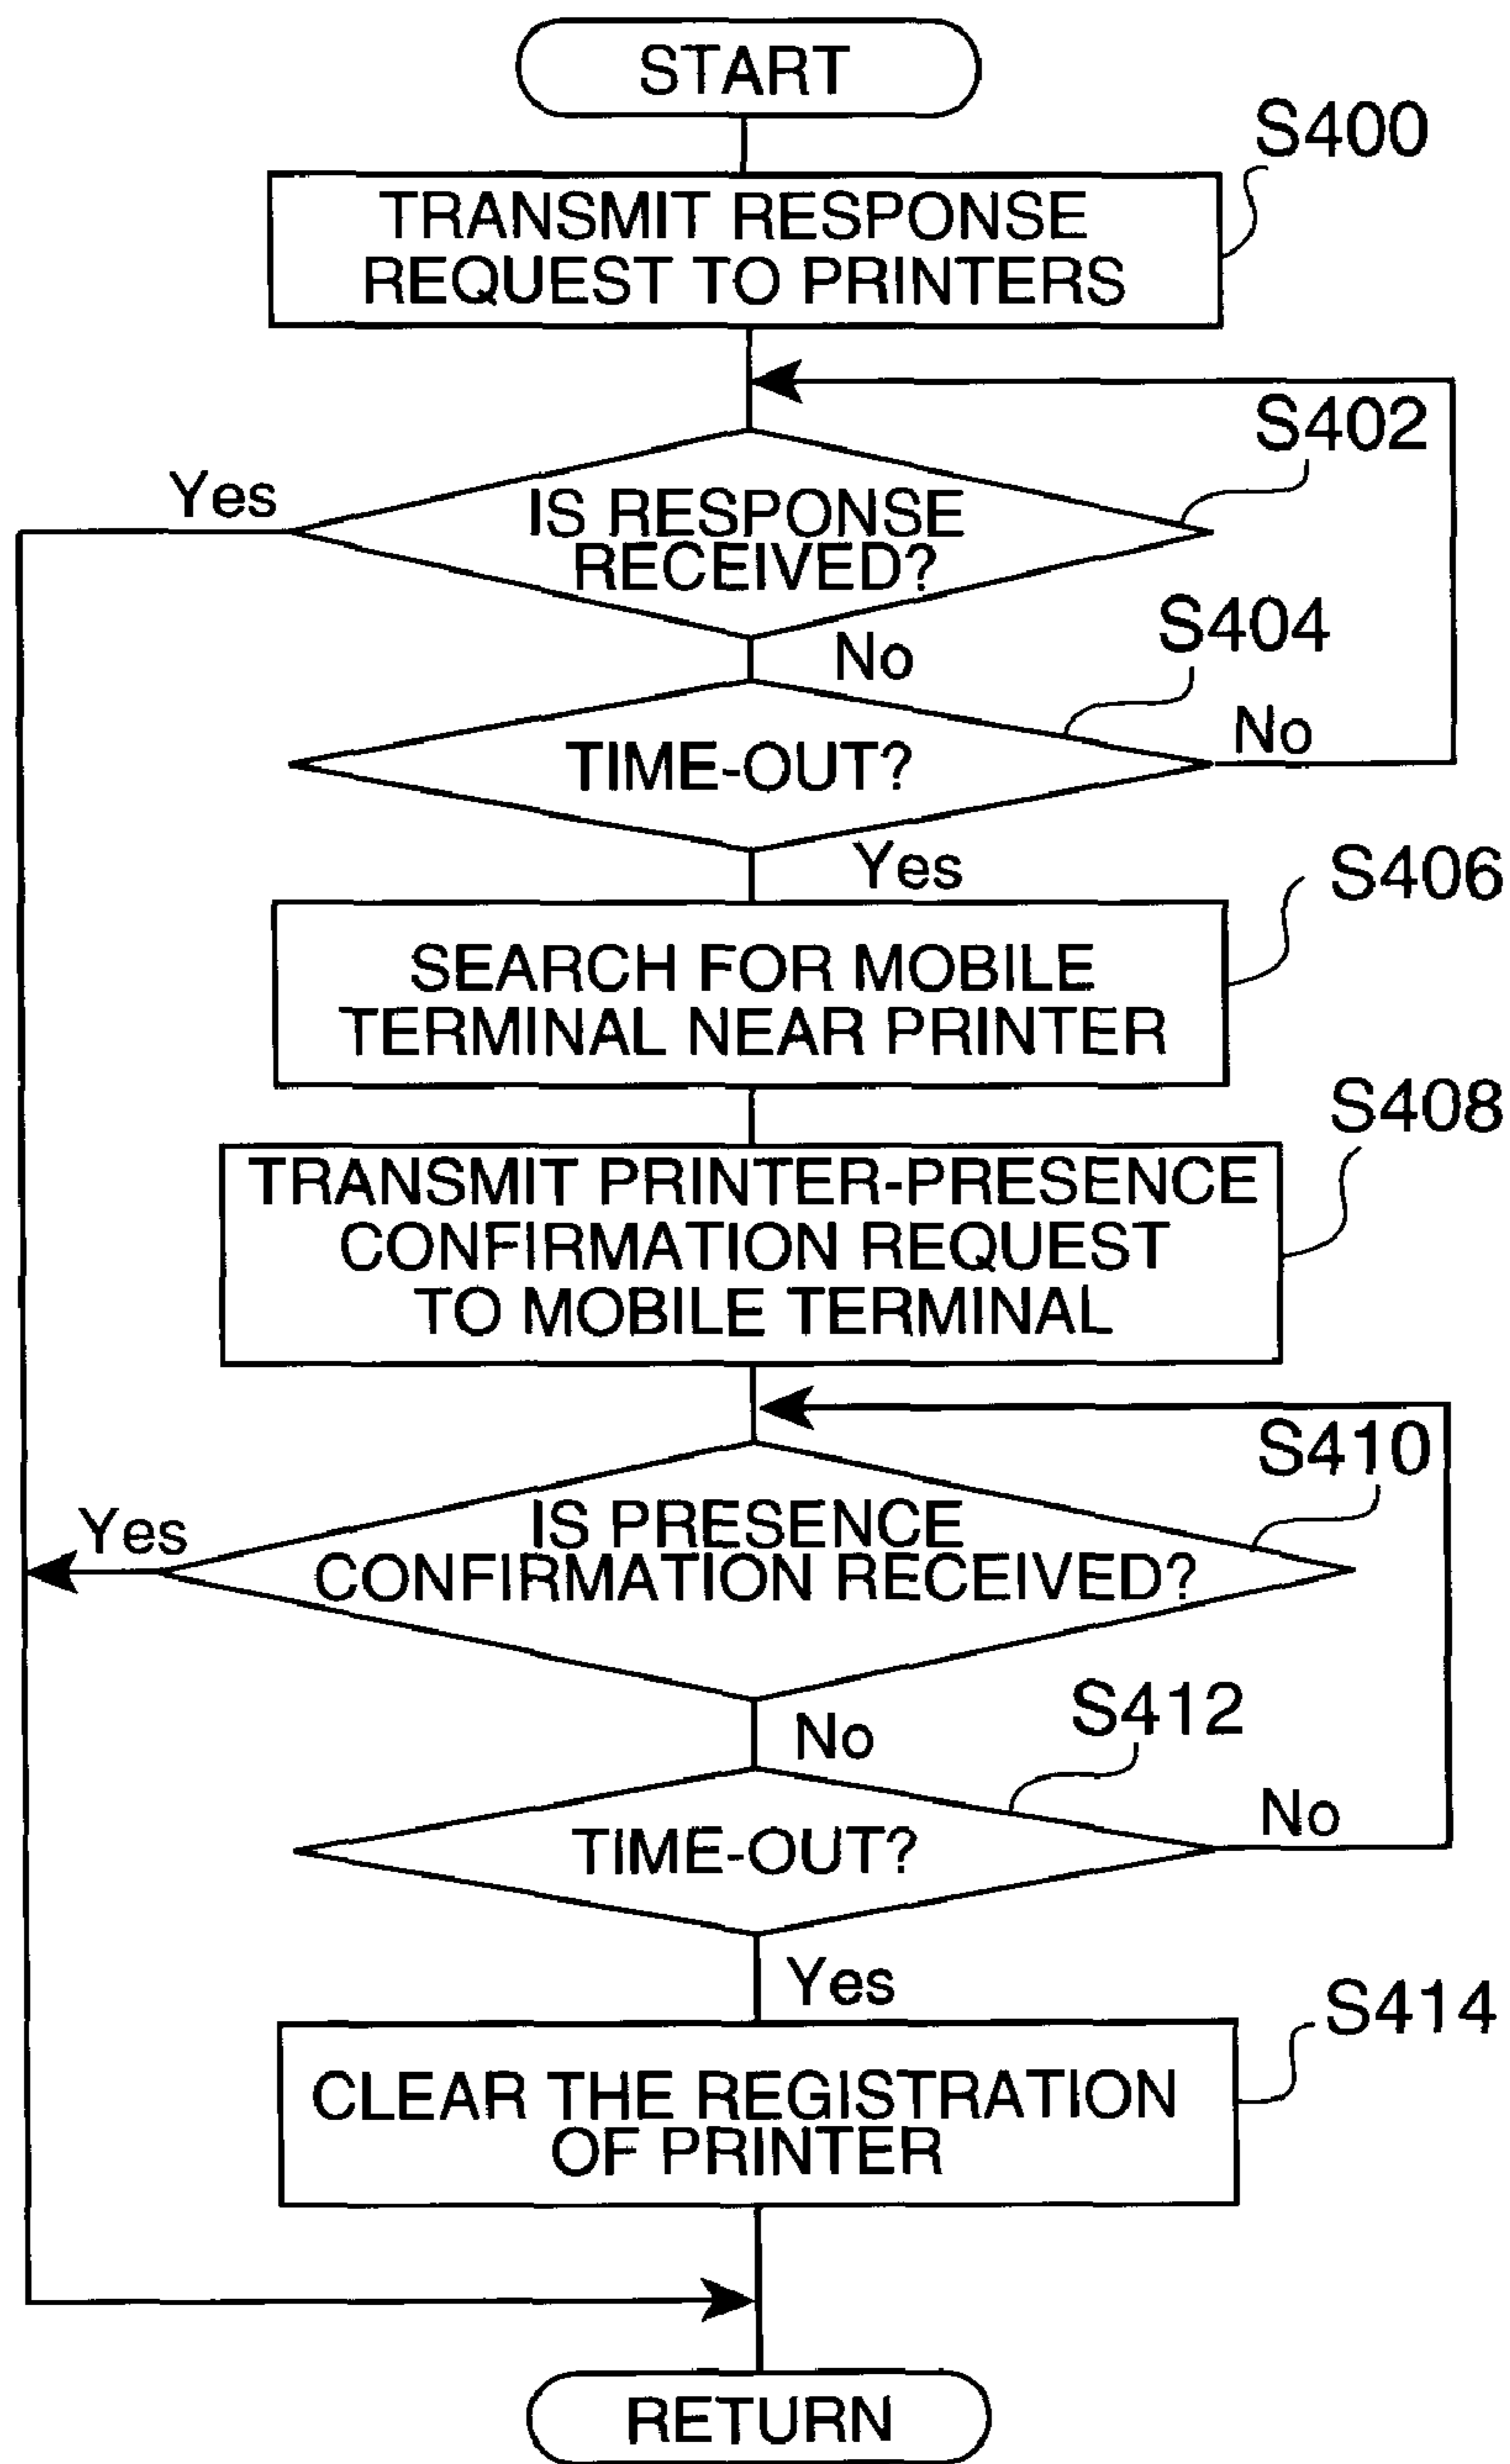 START
S400
TRANSMIT RESPONSE
REQUEST TO PRINTERS
S402
Yes
IS RESPONSE
RECEIVED?
S404
No
No
TIME-OUT?
Yes
S406
SEARCH FOR MOBILE
TERMINAL NEAR PRINTER
S408
TRANSMIT PRINTER-PRESENCE
CONFIRMATION REQUEST
TO MOBILE TERMINAL
S410
Yes
IS PRESENCE
CONFIRMATION RECEIVED?
S412
No
No
TIME-OUT?
Yes
S414
CLEAR THE REGISTRATION
OF PRINTER
RETURN